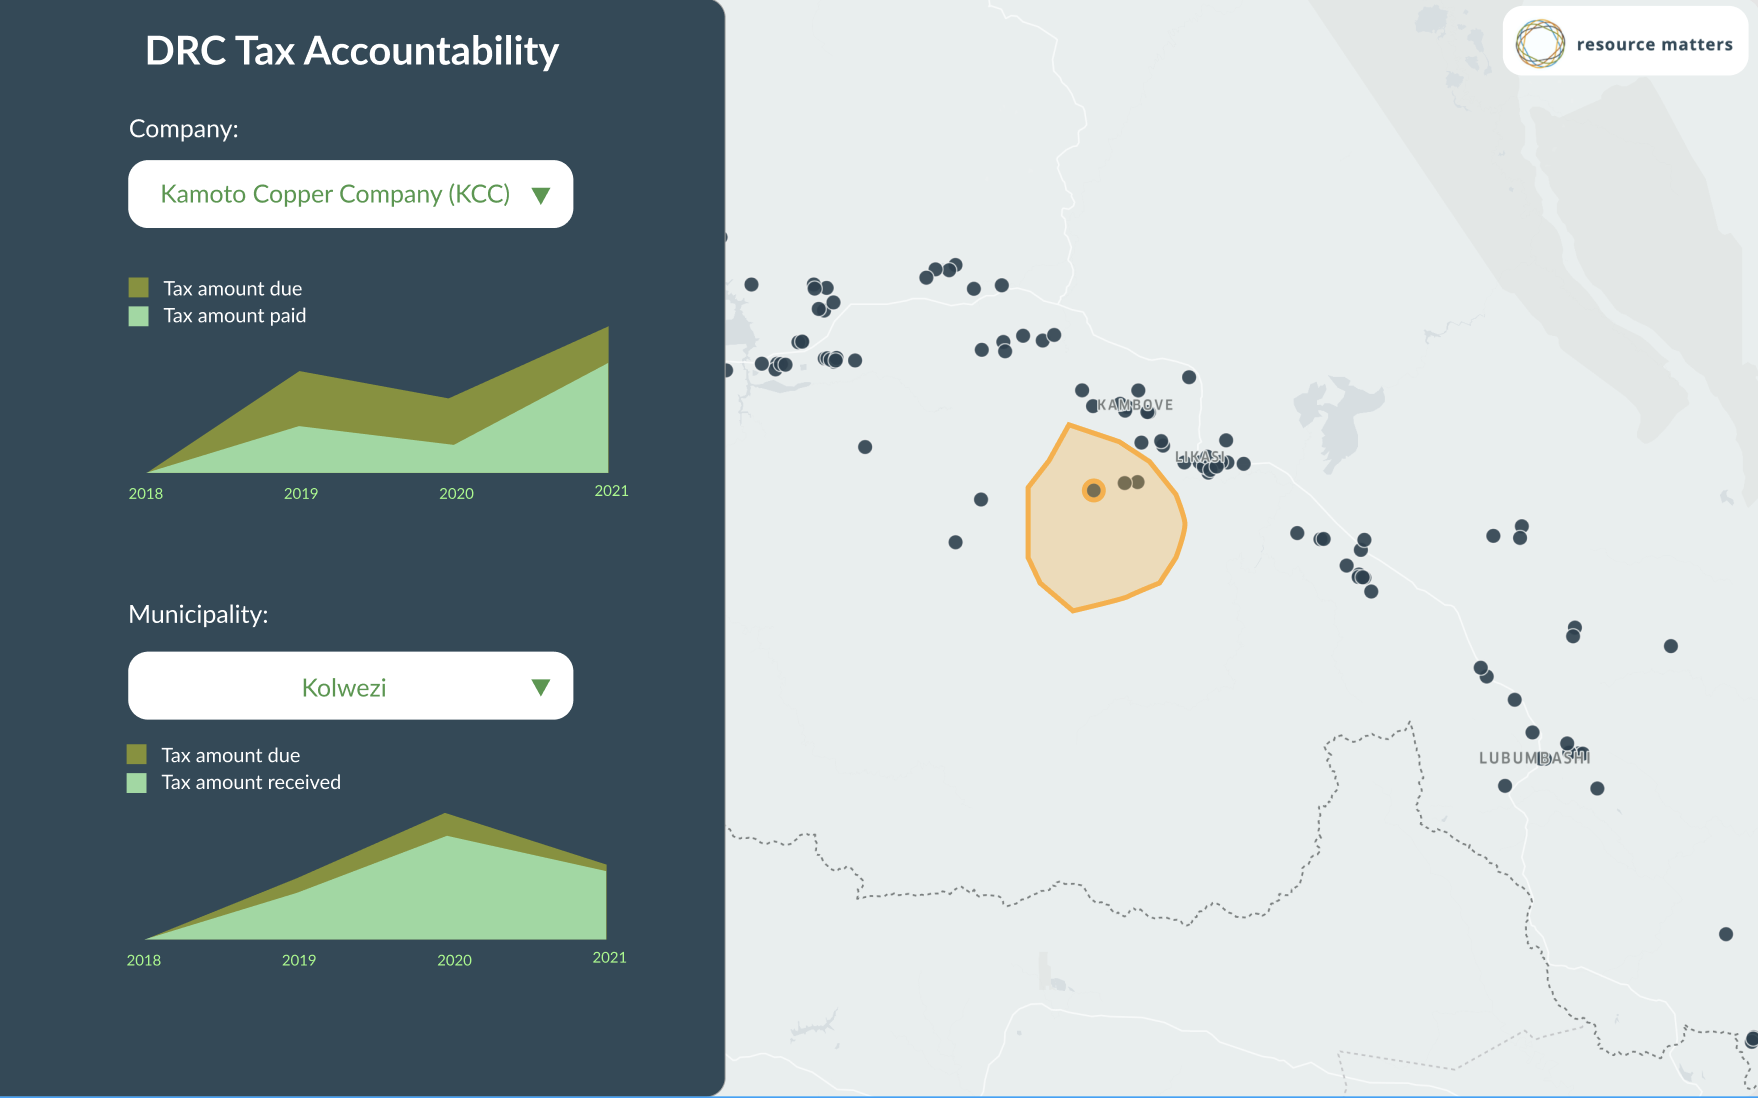 DRC Tax Accountability
Company:
Kamoto Copper Company (KCC)
Tax amount due
Tax amount paid
2018 2019 2020 2021
Municipality:
Kolwezi
Tax amount due
Tax amount received
2018 2019 2020 2021
resource matters
KAMBOVE
LIKASI
LUBUMBASHI